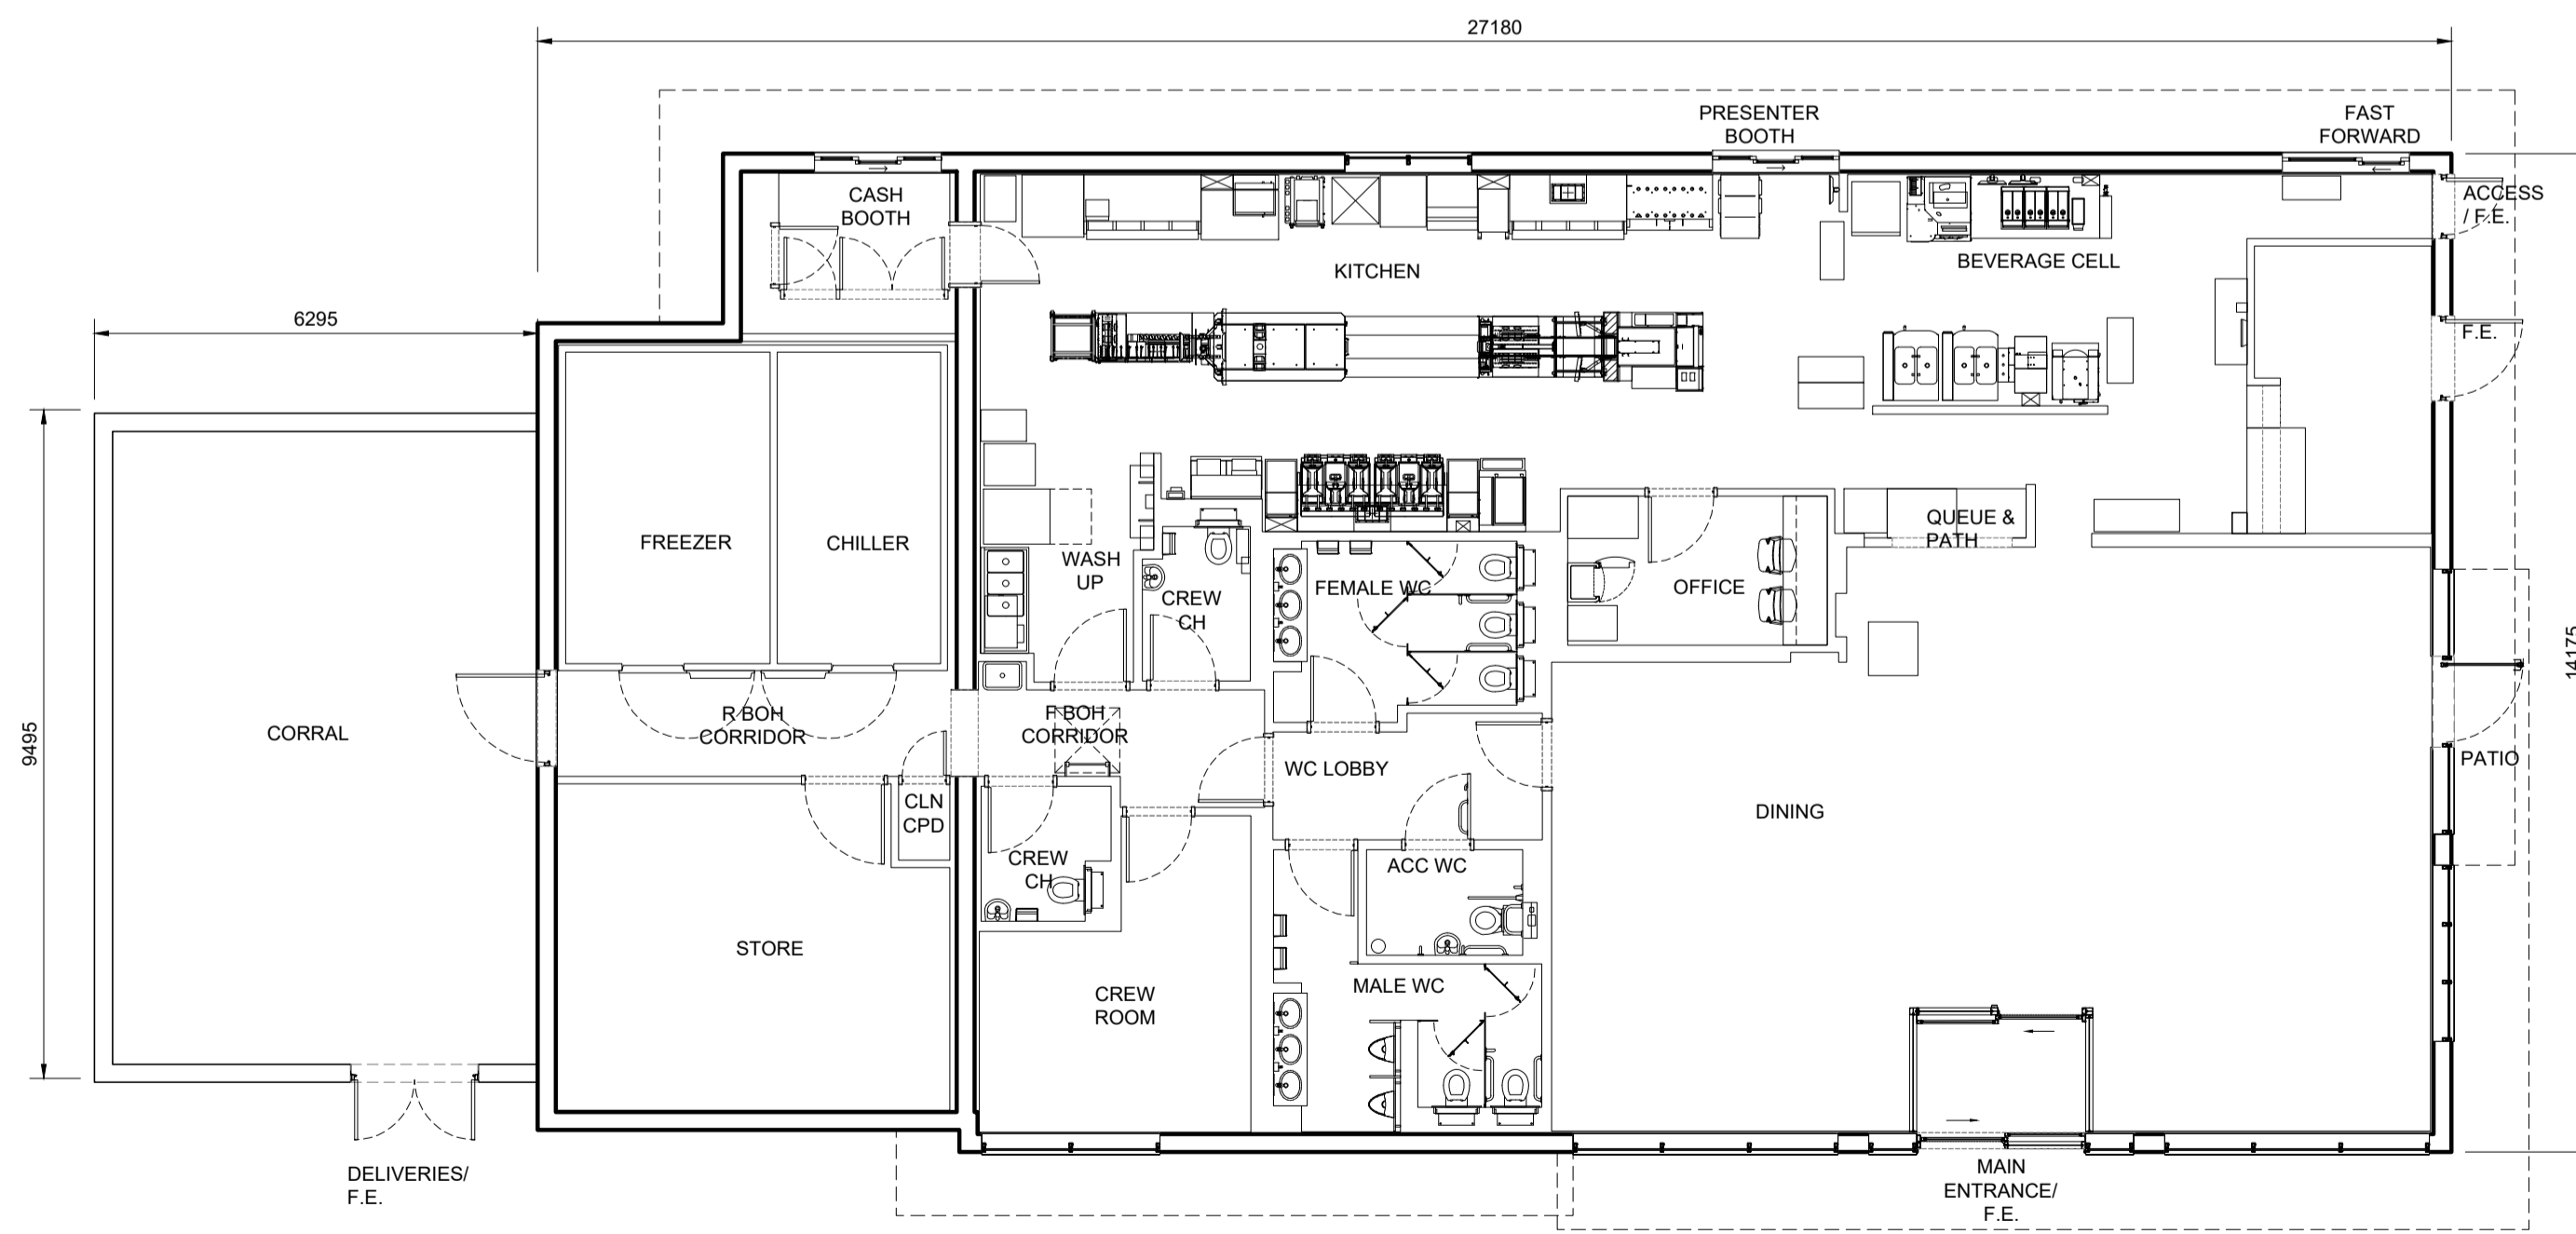 27180
PRESENTER
BOOTH
FAST
FORWARD
CASH
BOOTH
ACCESS
/ F.E.
KITCHEN
BEVERAGE CELL
6295
F.E.
QUEUE &
PATH
FREEZER
CHILLER
WASH
UP
CREW
CH
FEMALE WC
OFFICE
14175
9495
CORRAL
R BOH
CORRIDOR
F BOH
CORRIDOR
WC LOBBY
PATIO
CLN
CPD
DINING
CREW
CH
ACC WC
STORE
CREW
ROOM
MALE WC
DELIVERIES/
F.E.
MAIN
ENTRANCE/
F.E.